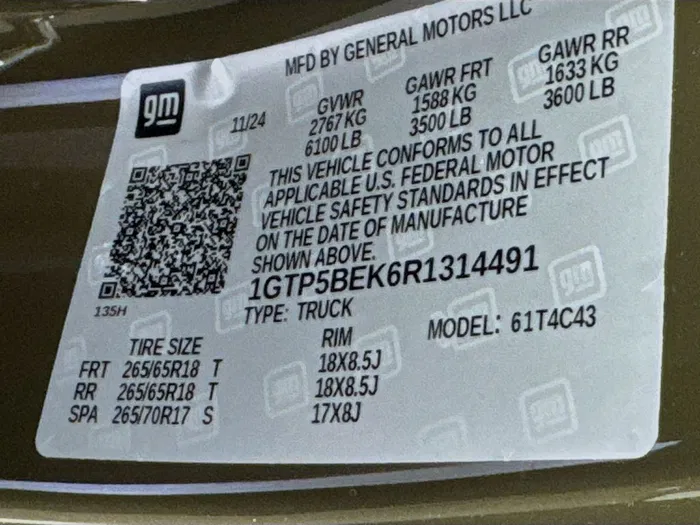 MFD BY GENERAL MOTORS LLC
gm
11/24
GVWR GAWR FRT GAWR RR
2767 KG 1588 KG 1633 KG
6100 LB 3500 LB 3600 LB
THIS VEHICLE CONFORMS TO ALL
APPLICABLE U.S. FEDERAL MOTOR
VEHICLE SAFETY STANDARDS IN EFFECT
ON THE DATE OF MANUFACTURE
SHOWN ABOVE.
1GTP5BEK6R1314491
135H
TYPE: TRUCK
MODEL: 61T4C43
TIRE SIZE RIM
FRT 265/65R18 T 18X8.5J
RR 265/65R18 T 18X8.5J
SPA 265/70R17 S 17X8J